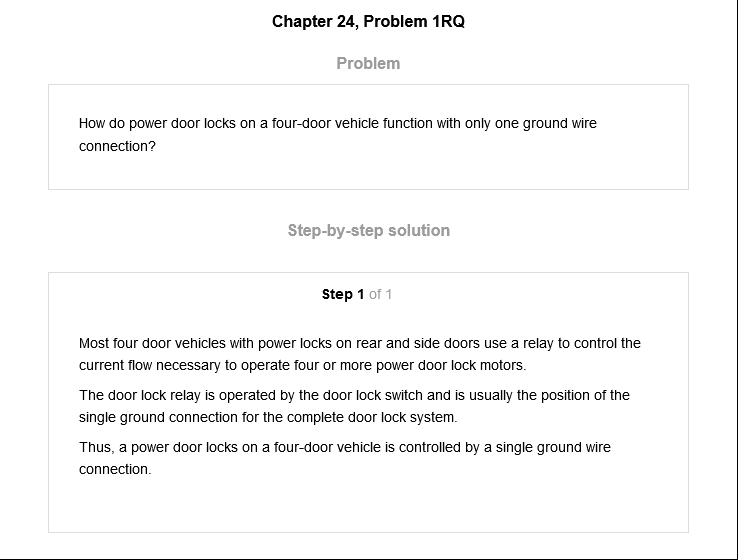 Chapter 24, Problem 1RQ
Problem
How do power door locks on a four-door vehicle function with only one ground wire
connection?
Step-by-step solution
Step 1 of 1
Most four door vehicles with power locks on rear and side doors use a relay to control the
current flow necessary to operate four or more power door lock motors.
The door lock relay is operated by the door lock switch and is usually the position of the
single ground connection for the complete door lock system.
Thus, a power door locks on a four-door vehicle is controlled by a single ground wire
connection.